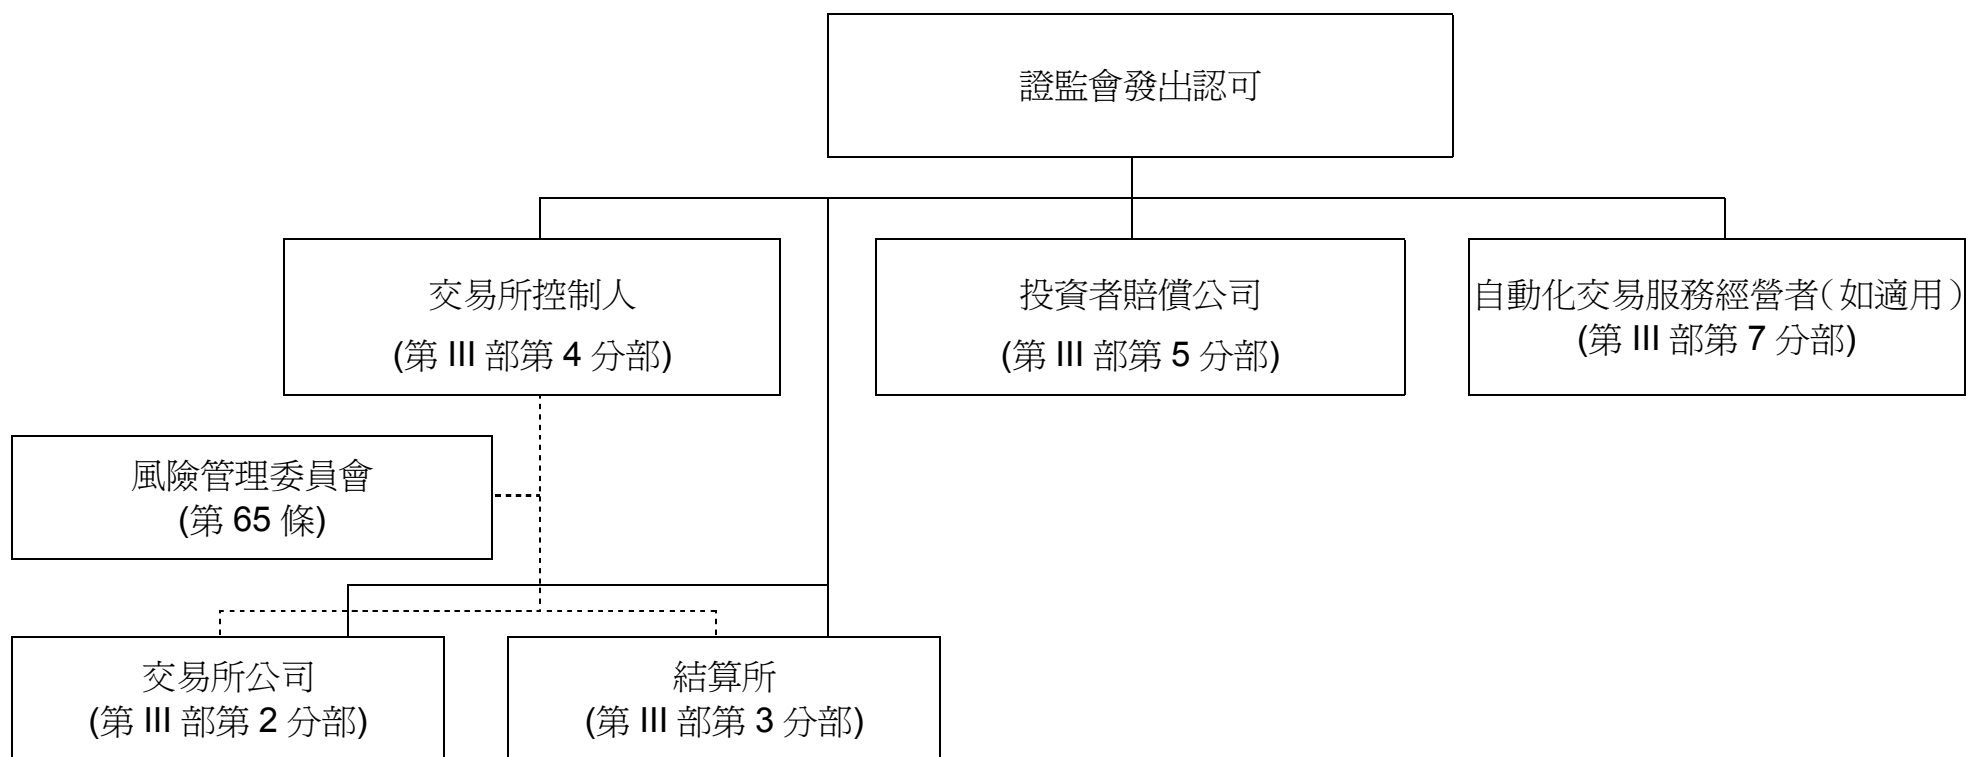 證監會發出認可
交易所控制人
(第 III 部第 4 分部)
投資者賠償公司
(第 III 部第 5 分部)
自動化交易服務經營者(如適用)
(第 III 部第 7 分部)
風險管理委員會
(第 65 條)
交易所公司
(第 III 部第 2 分部)
結算所
(第 III 部第 3 分部)